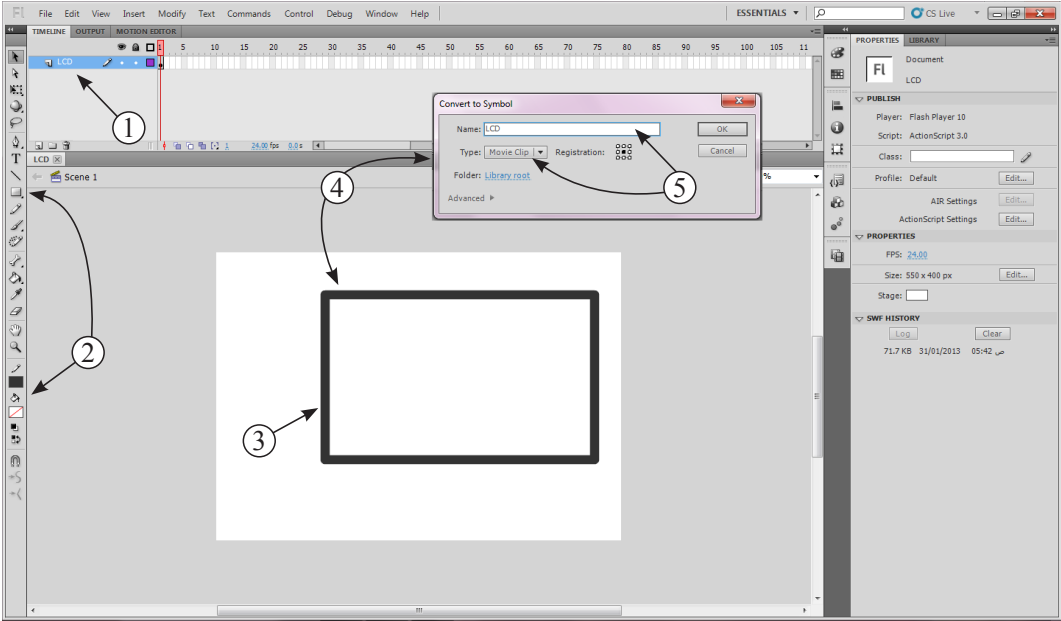 Fl File Edit View Insert Modify Text Commands Control Debug Window Help ESSENTIALS CS Live
TIMELINE OUTPUT MOTION EDITOR
1 5 10 15 20 25 30 35 40 45 50 55 60 65 70 75 80 85 90 95 100 105 11
LCD
1
1 24.00 fps 0.0 s
LCD
Scene 1
%
Convert to Symbol
Name: LCD OK
Type: Movie Clip Registration: Cancel
Folder: Library root
Advanced
4
5
2
3
PROPERTIES LIBRARY
Fl Document
LCD
PUBLISH
Player: Flash Player 10
Script: ActionScript 3.0
Class:
Profile: Default Edit...
AIR Settings Edit...
ActionScript Settings Edit...
PROPERTIES
FPS: 24.00
Size: 550 x 400 px Edit...
Stage:
SWF HISTORY
Log Clear
71.7 KB 31/01/2013 05:42 ص
T